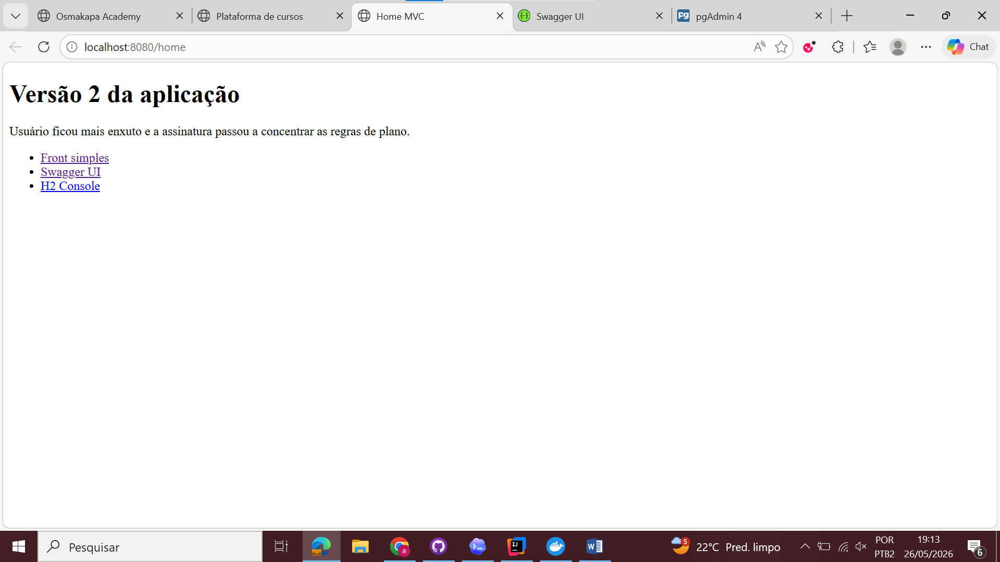 Osmakapa Academy
Plataforma de cursos
Home MVC
Swagger UI
pgAdmin 4
localhost:8080/home
Chat
Versão 2 da aplicação
Usuário ficou mais enxuto e a assinatura passou a concentrar as regras de plano.
Front simples
Swagger UI
H2 Console
Pesquisar
5
22°C Pred. limpo
POR
PTB2
19:13
26/05/2026
6